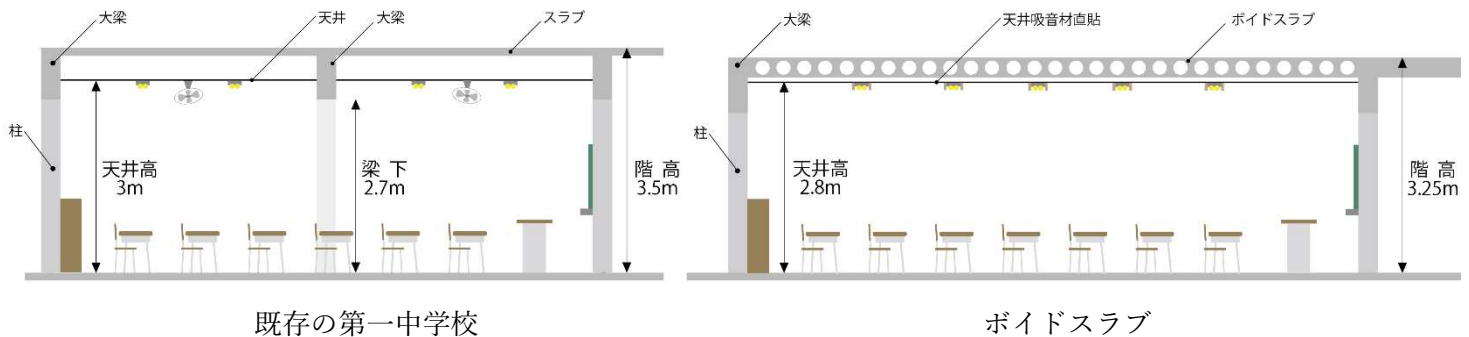 大梁
天井
大梁
スラブ
柱
天井高
3m
梁 下
2.7m
階 高
3.5m
既存の第一中学校
大梁
天井吸音材直貼
ボイドスラブ
柱
天井高
2.8m
階 高
3.25m
ボイドスラブ